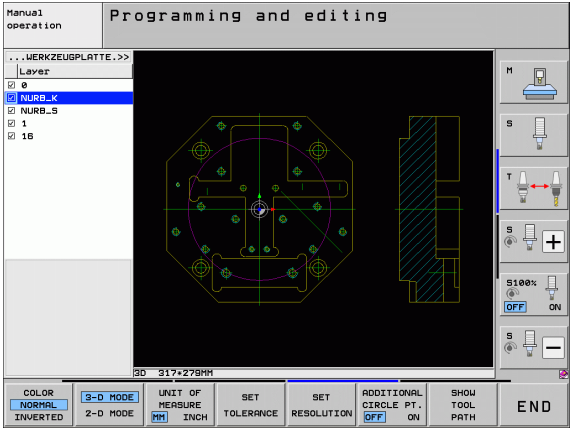 Manual
operation
Programming and editing
...WERKZEUGPLATTE.>>
Layer
0
NURB_K
NURB_S
1
16
M
S
T
S
S100%
OFF ON
S
3D 317*279MM
COLOR
NORMAL
INVERTED
3-D MODE
2-D MODE
UNIT OF
MEASURE
MM INCH
SET
TOLERANCE
SET
RESOLUTION
ADDITIONAL
CIRCLE PT.
OFF ON
SHOW
TOOL
PATH
END